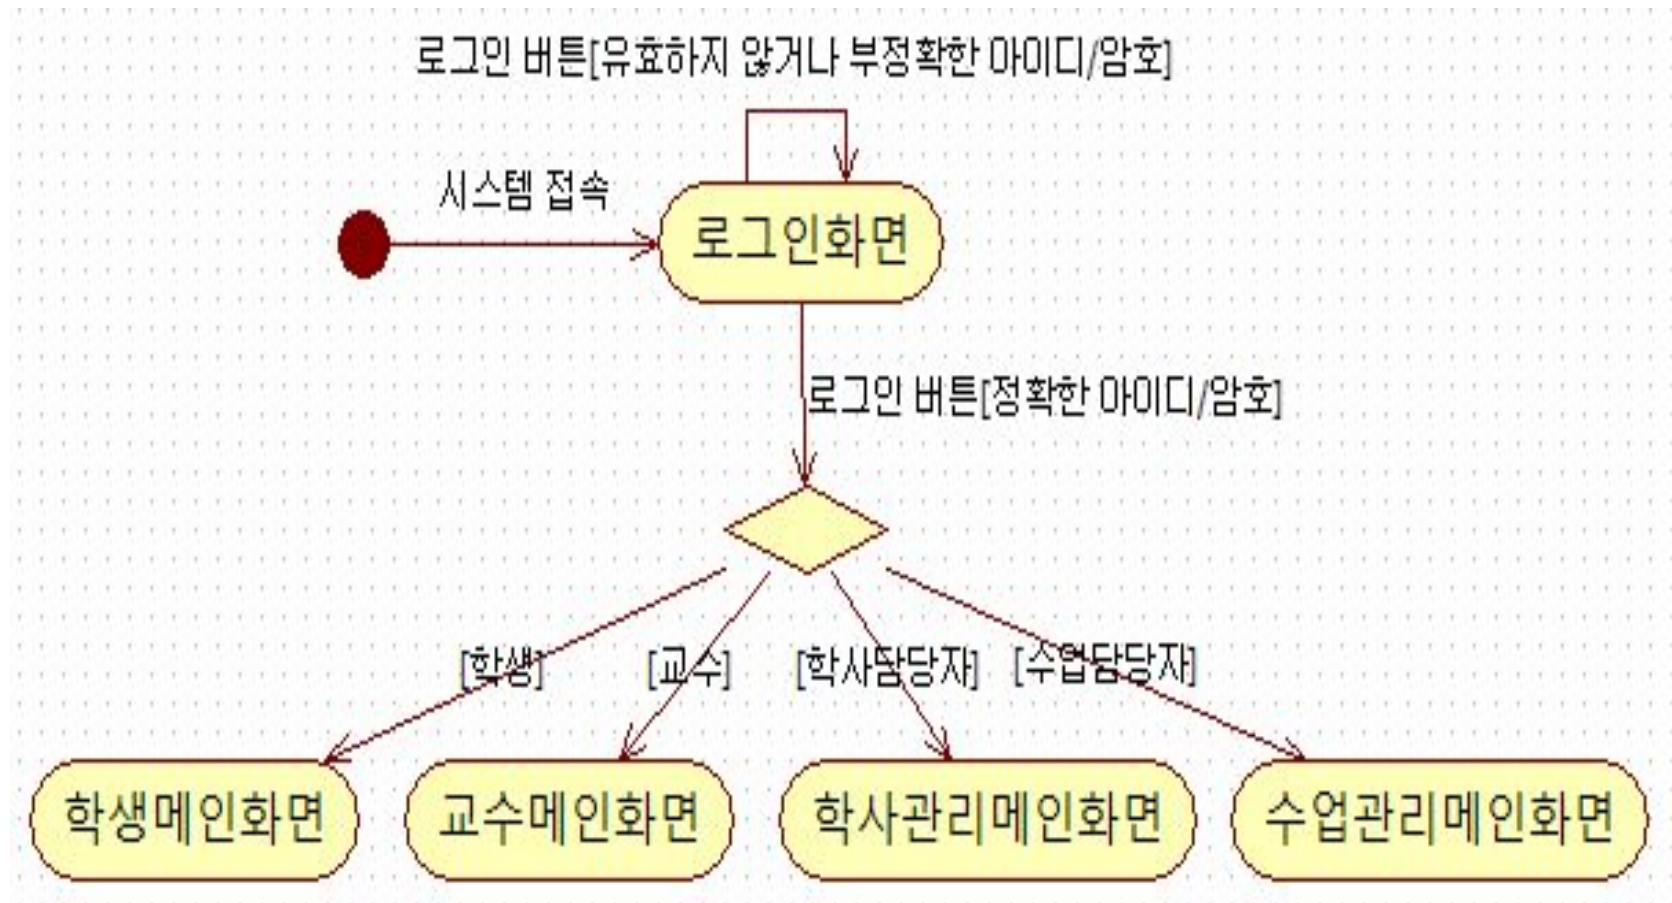 로그인 버튼[유효하지 않거나 부정확한 아이디/암호]
시스템 접속
로그인화면
로그인 버튼[정확한 아이디/암호]
[학생]
[교수]
[학사담당자]
[수업담당자]
학생메인화면
교수메인화면
학사관리메인화면
수업관리메인화면